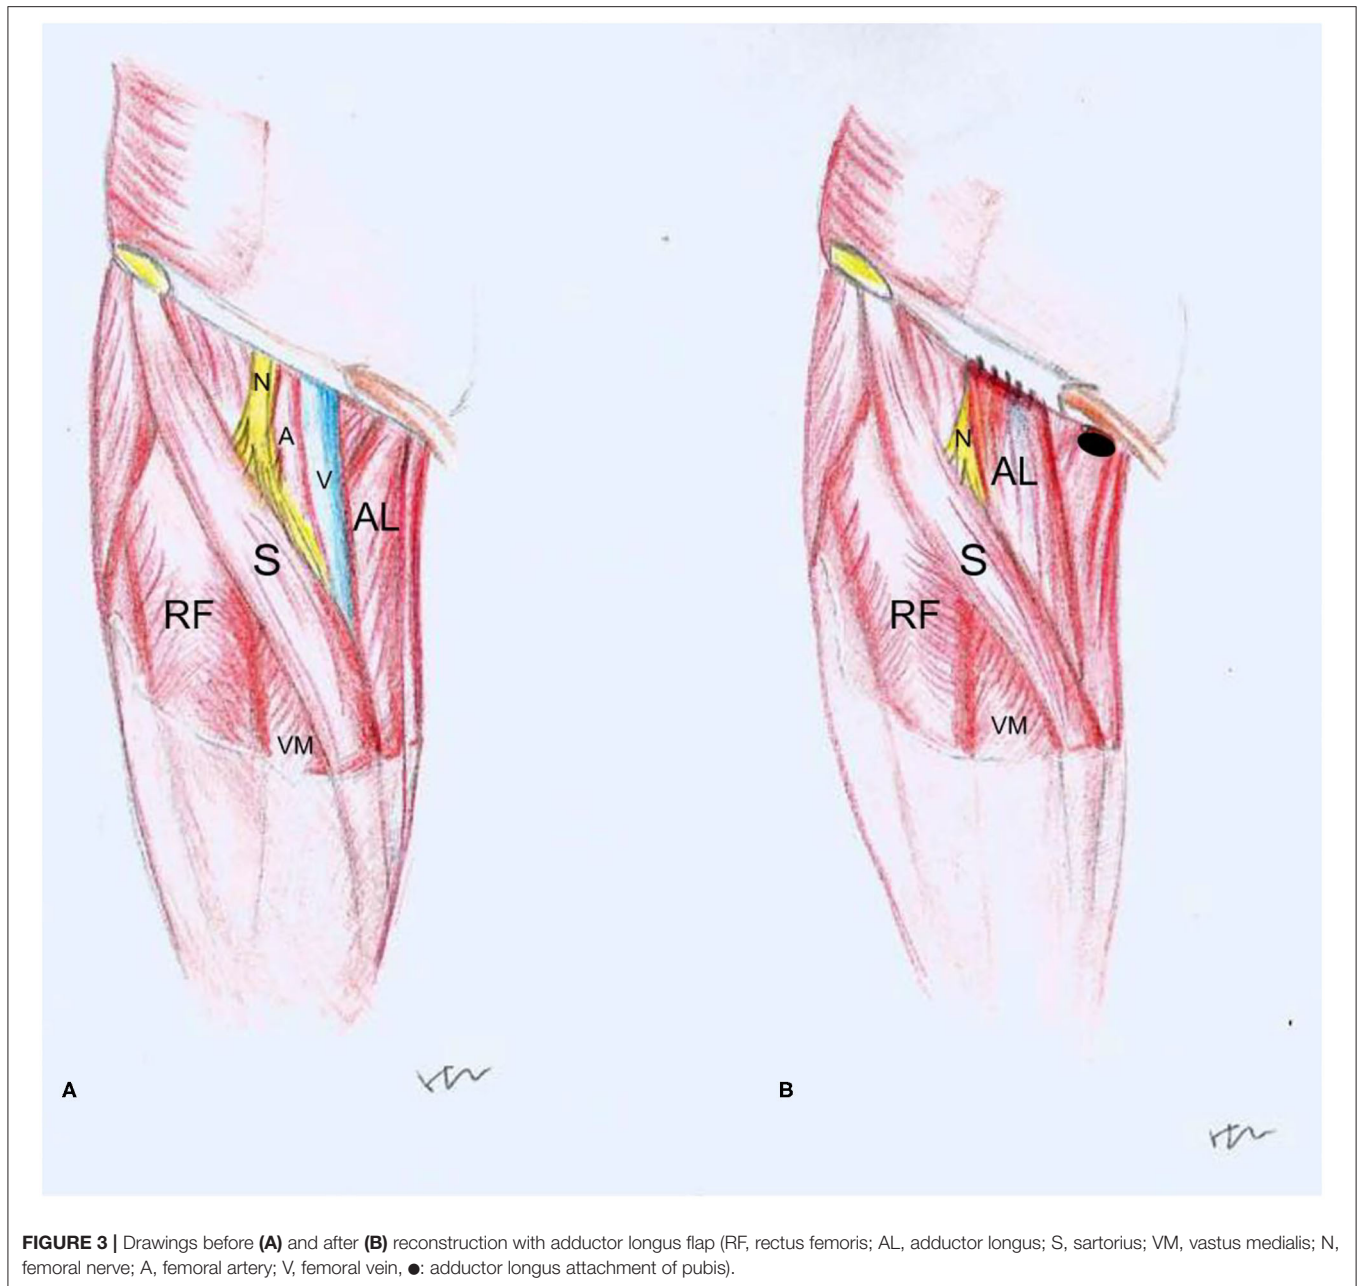 N
A
V
AL
S
RF
VM
A
N
AL
S
RF
VM
B
FIGURE 3 | Drawings before (A) and after (B) reconstruction with adductor longus flap (RF, rectus femoris; AL, adductor longus; S, sartorius; VM, vastus medialis; N,
femoral nerve; A, femoral artery; V, femoral vein, ●: adductor longus attachment of pubis).